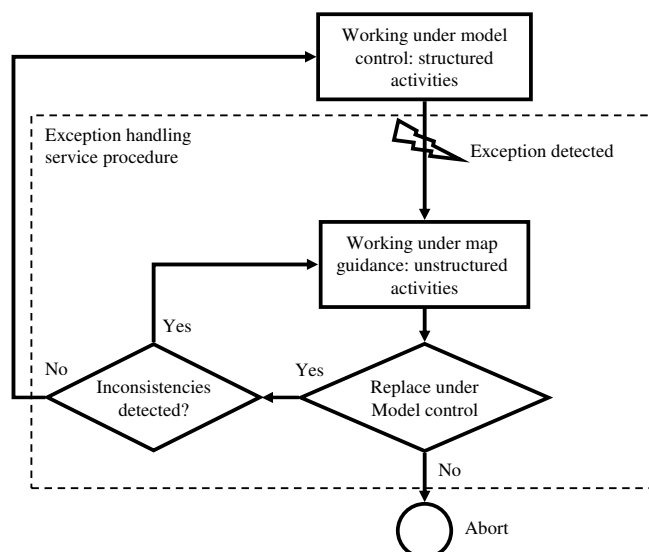 Working under model
control: structured
activities
Exception handling
service procedure
Exception detected
Working under map
guidance: unstructured
activities
Yes
No
Inconsistencies
detected?
Yes
Replace under
Model control
No
Abort